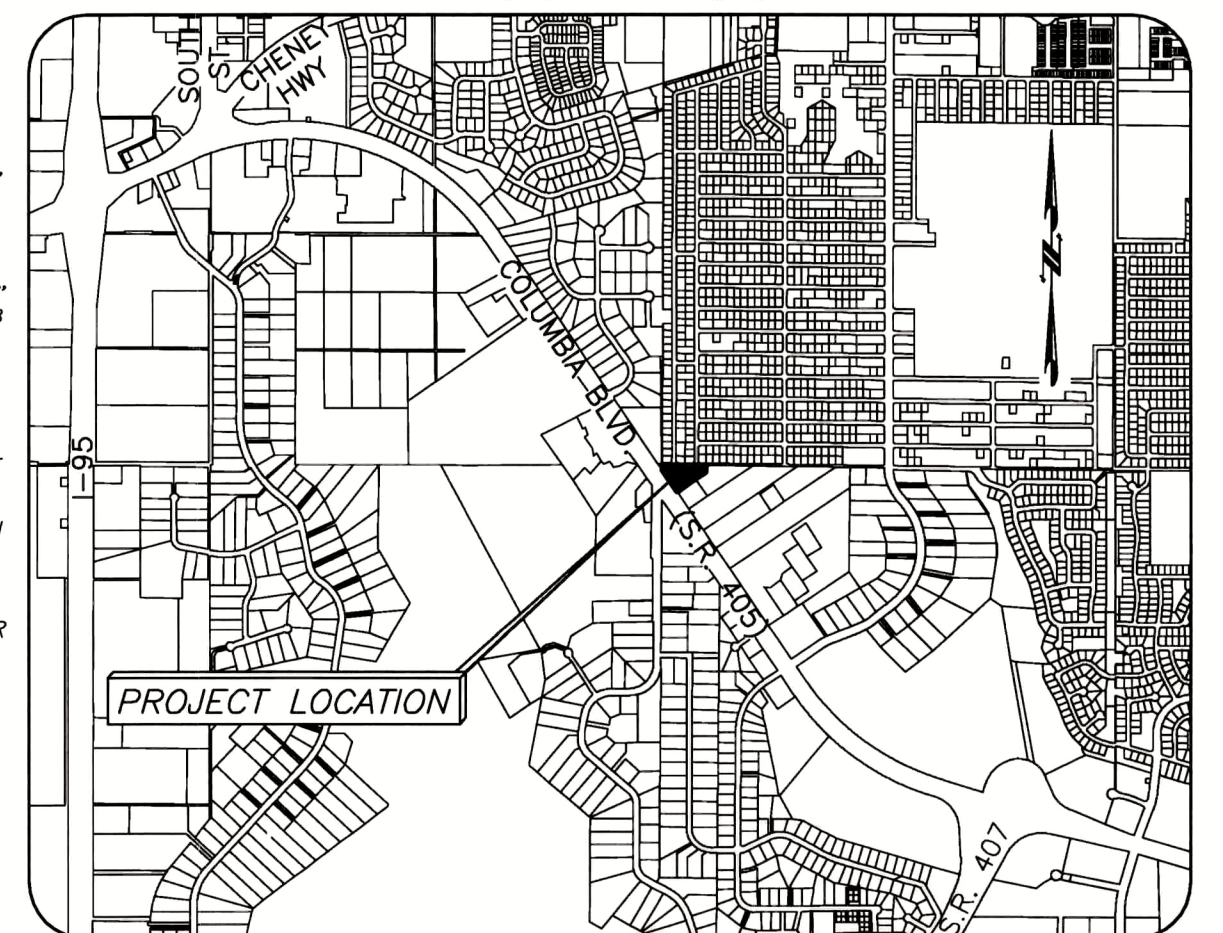 SOUTH
ST
CHENEY
HWY
COLUMBIA BLVD.
(S.R. 405)
I-95
PROJECT LOCATION
S.R. 407
N